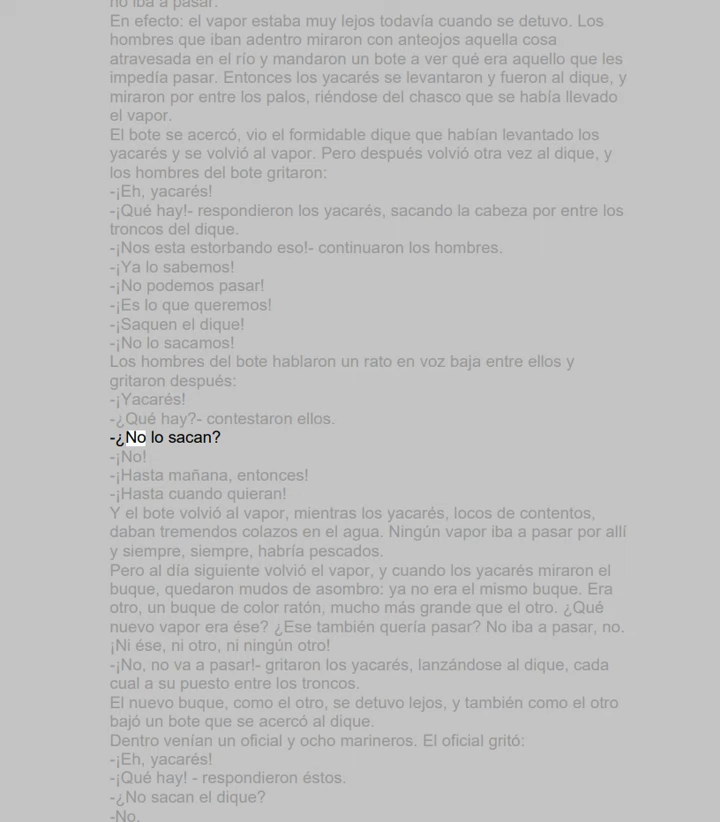 no iba a pasar.
En efecto: el vapor estaba muy lejos todavía cuando se detuvo. Los
hombres que iban adentro miraron con anteojos aquella cosa
atravesada en el río y mandaron un bote a ver qué era aquello que les
impedía pasar. Entonces los yacarés se levantaron y fueron al dique, y
miraron por entre los palos, riéndose del chasco que se había llevado
el vapor.
El bote se acercó, vio el formidable dique que habían levantado los
yacarés y se volvió al vapor. Pero después volvió otra vez al dique, y
los hombres del bote gritaron:
-¡Eh, yacarés!
-¡Qué hay!- respondieron los yacarés, sacando la cabeza por entre los
troncos del dique.
-¡Nos esta estorbando eso!- continuaron los hombres.
-¡Ya lo sabemos!
-¡No podemos pasar!
-¡Es lo que queremos!
-¡Saquen el dique!
-¡No lo sacamos!
Los hombres del bote hablaron un rato en voz baja entre ellos y
gritaron después:
-¡Yacarés!
-¿Qué hay?- contestaron ellos.
-¿No lo sacan?
-¡No!
-¡Hasta mañana, entonces!
-¡Hasta cuando quieran!
Y el bote volvió al vapor, mientras los yacarés, locos de contentos,
daban tremendos colazos en el agua. Ningún vapor iba a pasar por allí
y siempre, siempre, habría pescados.
Pero al día siguiente volvió el vapor, y cuando los yacarés miraron el
buque, quedaron mudos de asombro: ya no era el mismo buque. Era
otro, un buque de color ratón, mucho más grande que el otro. ¿Qué
nuevo vapor era ése? ¿Ese también quería pasar? No iba a pasar, no.
¡Ni ése, ni otro, ni ningún otro!
-¡No, no va a pasar!- gritaron los yacarés, lanzándose al dique, cada
cual a su puesto entre los troncos.
El nuevo buque, como el otro, se detuvo lejos, y también como el otro
bajó un bote que se acercó al dique.
Dentro venían un oficial y ocho marineros. El oficial gritó:
-¡Eh, yacarés!
-¡Qué hay! - respondieron éstos.
-¿No sacan el dique?
-No.